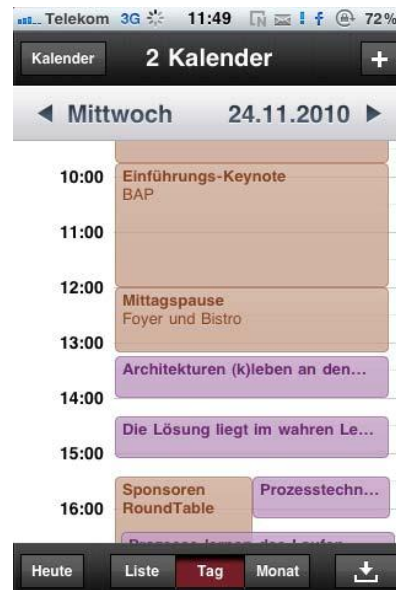 Telekom 3G 11:49 72%
Kalender 2 Kalender +
Mittwoch 24.11.2010
10:00 Einführungs-Keynote
BAP
11:00
12:00
Mittagspause
Foyer und Bistro
13:00
Architekturen (k)leben an den...
14:00
Die Lösung liegt im wahren Le...
15:00
Sponsoren Prozesstechn...
16:00 RoundTable
Heute Liste Tag Monat